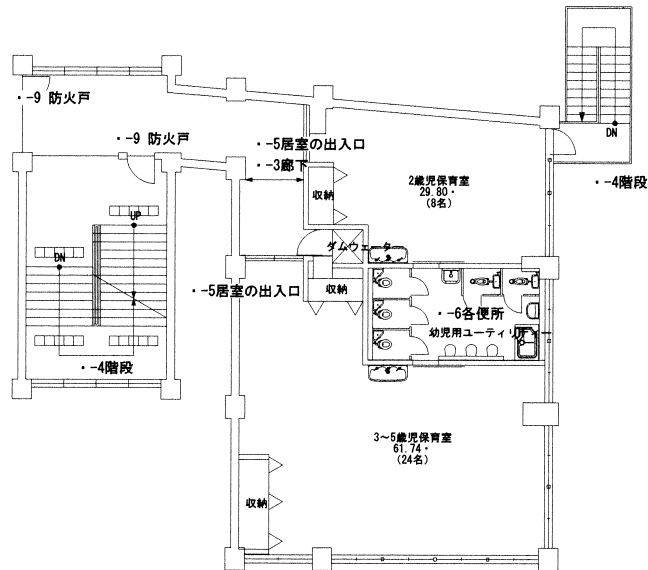 ・-9 防火戸
・-9 防火戸
・-5居室の出入口
・-3廊下
DN
・-4階段
収納
2歳児保育室
29.80・
(8名)
UP
DN
ダムウェータ
・-5居室の出入口
収納
・-6各便所
幼児用ユーティリティー
・-4階段
3～5歳児保育室
61.74・
(24名)
収納